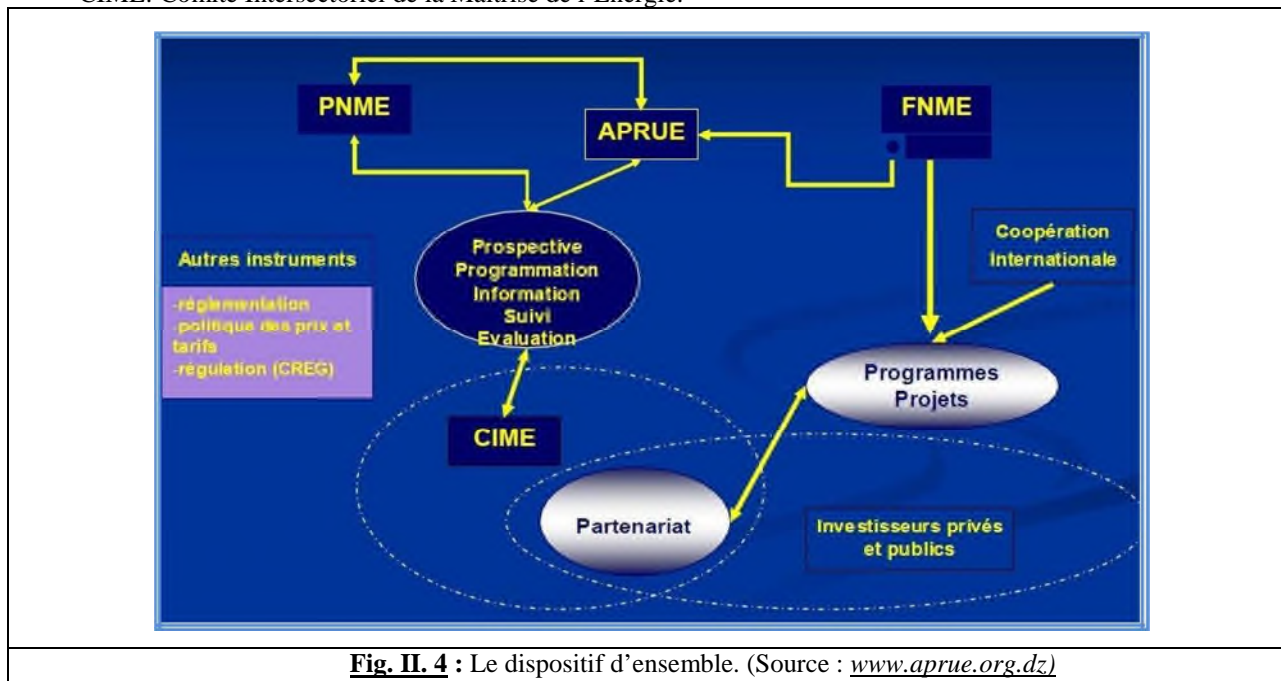 CIME: Comité Intersectoriel de la Maîtrise de l'Energie.
PNME
APRUE
FNME
Coopération
Internationale
Autres instruments
-réglementation
-politique des prix et
tarifs
-régulation (CREG)
Prospective
Programmation
Information
Suivi
Evaluation
Programmes
Projets
CIME
Partenariat
Investisseurs privés
et publics
Fig. II. 4 : Le dispositif d'ensemble. (Source : www.aprue.org.dz)